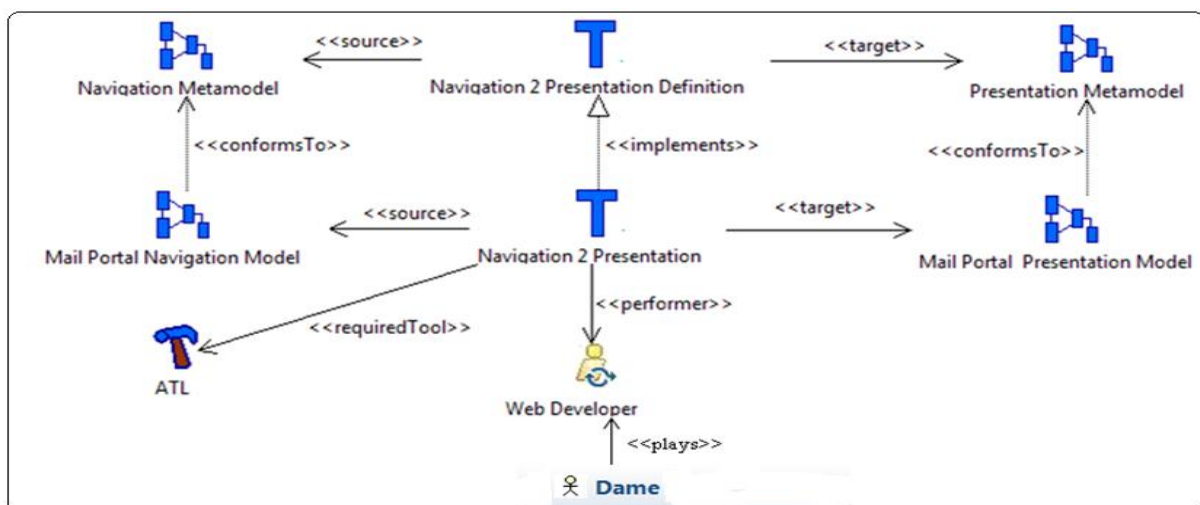 <<source>>
<<target>>
Navigation Metamodel
Navigation 2 Presentation Definition
Presentation Metamodel
<<conformsTo>>
<<implements>>
<<conformsTo>>
<<source>>
<<target>>
Mail Portal Navigation Model
Navigation 2 Presentation
Mail Portal Presentation Model
<<performer>>
<<requiredTool>>
ATL
Web Developer
<<plays>>
Dame